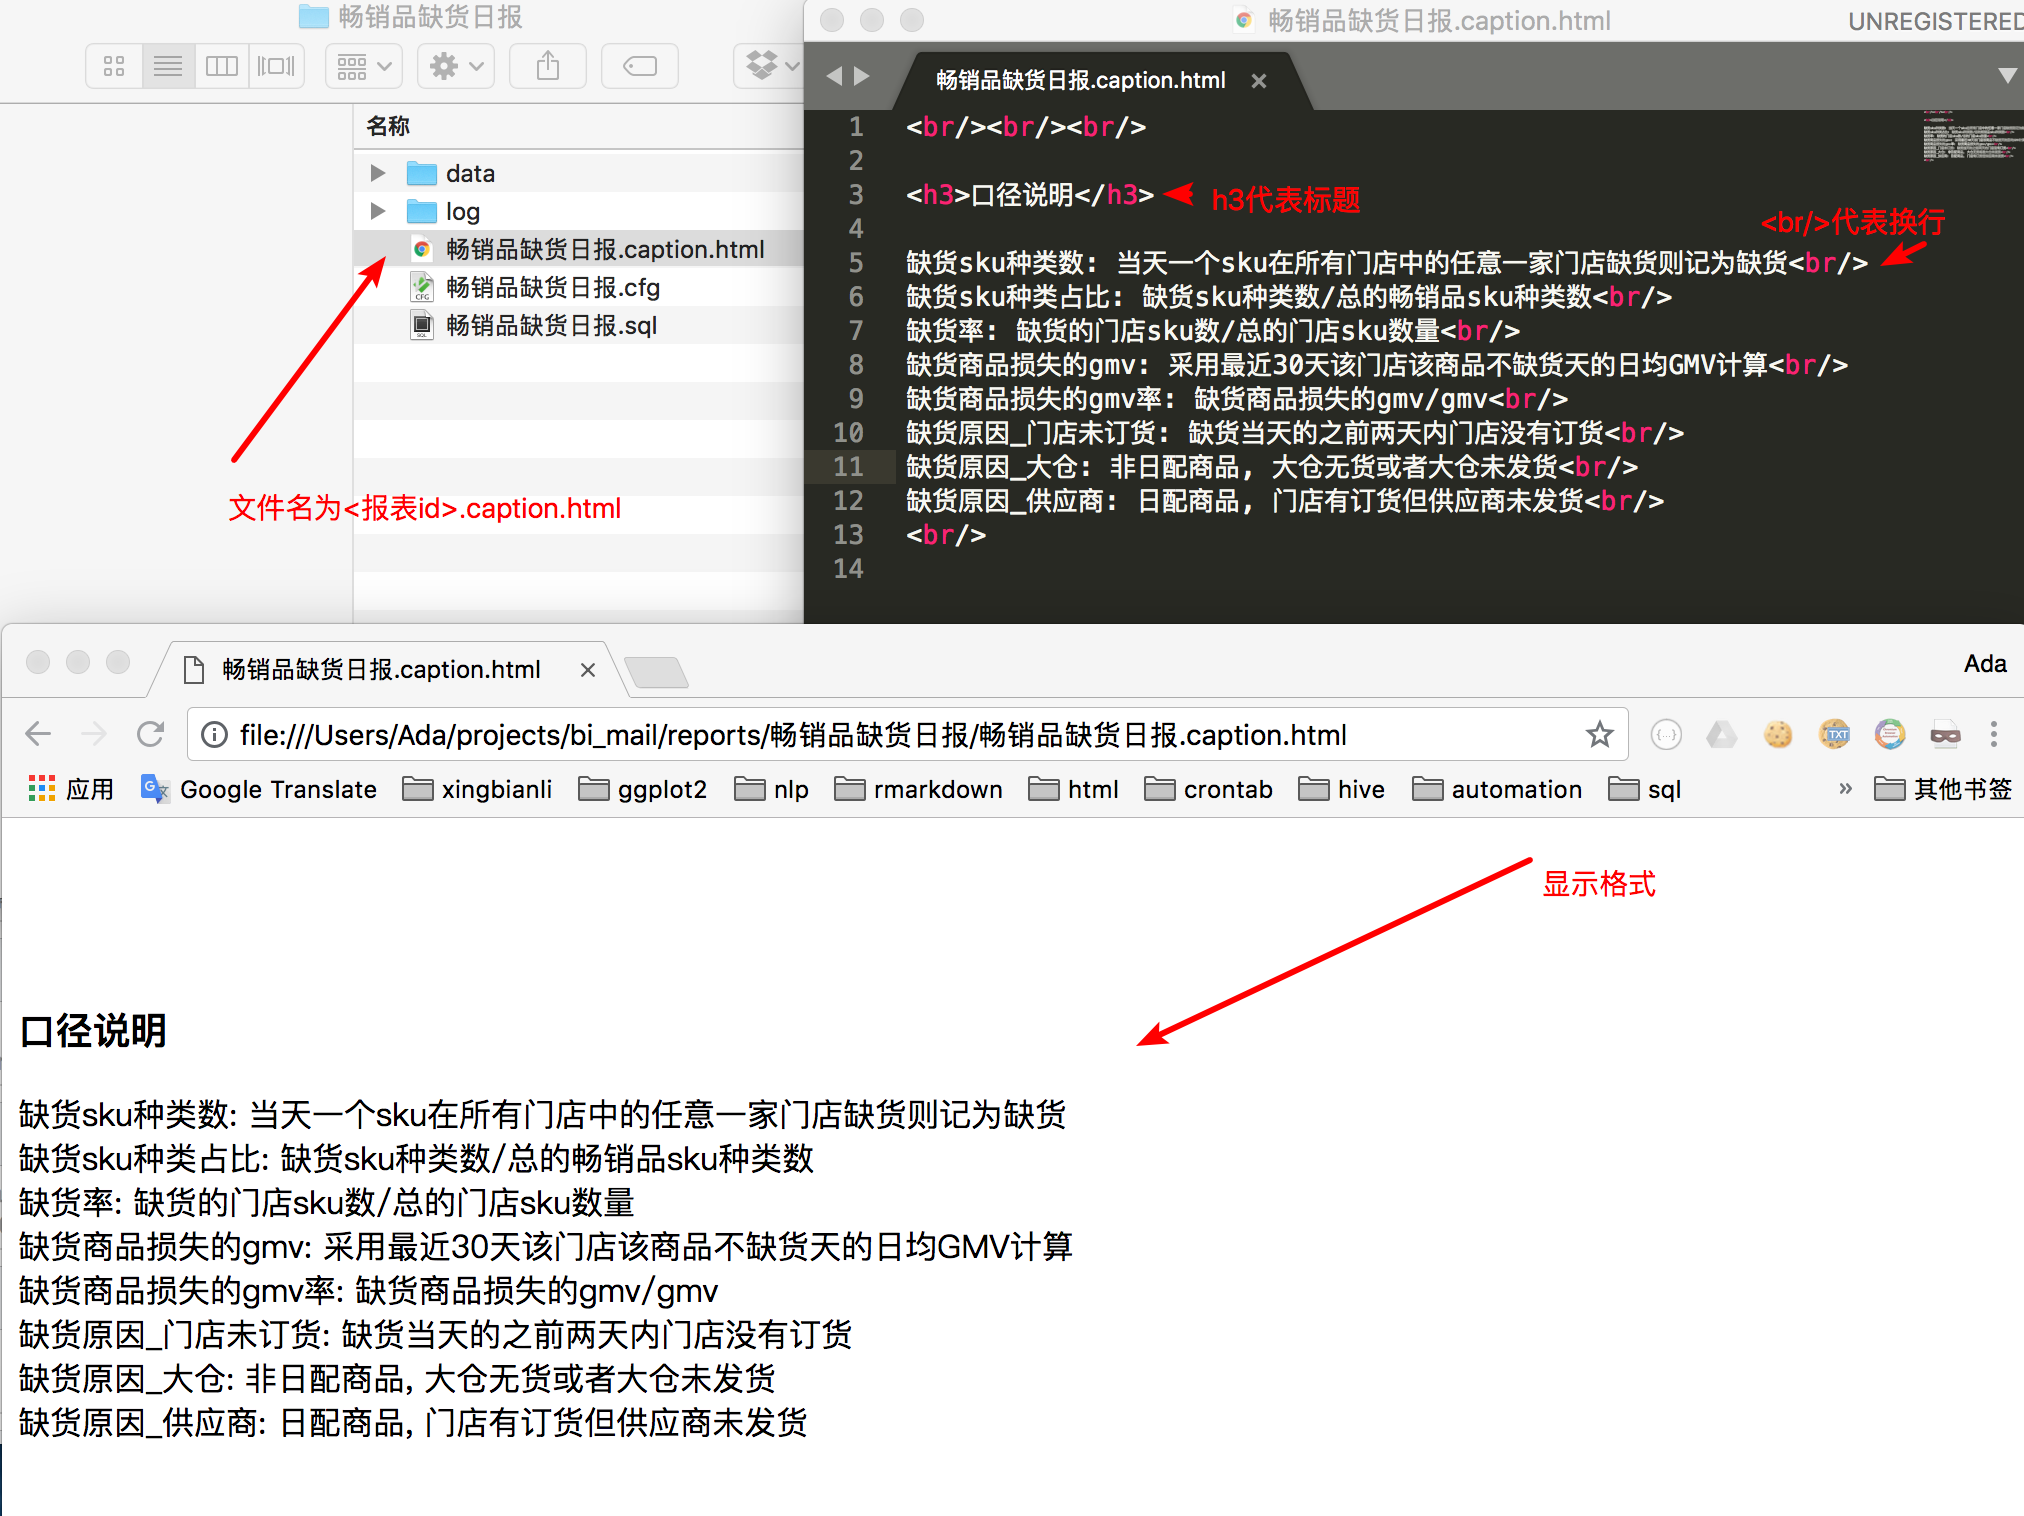 畅销品缺货日报
名称
data
log
畅销品缺货日报.caption.html
畅销品缺货日报.cfg
畅销品缺货日报.sql
文件名为<报表id>.caption.html
畅销品缺货日报.caption.html
UNREGISTERED
畅销品缺货日报.caption.html
1 <br/><br/><br/>
2
3 <h3>口径说明</h3>
h3代表标题
4
<br/>代表换行
5 缺货sku种类数: 当天一个sku在所有门店中的任意一家门店缺货则记为缺货<br/>
6 缺货sku种类占比: 缺货sku种类数/总的畅销品sku种类数<br/>
7 缺货率: 缺货的门店sku数/总的门店sku数量<br/>
8 缺货商品损失的gmv: 采用最近30天该门店该商品不缺货天的日均GMV计算<br/>
9 缺货商品损失的gmv率: 缺货商品损失的gmv/gmv<br/>
10 缺货原因_门店未订货: 缺货当天的之前两天内门店没有订货<br/>
11 缺货原因_大仓: 非日配商品, 大仓无货或者大仓未发货<br/>
12 缺货原因_供应商: 日配商品, 门店有订货但供应商未发货<br/>
13 <br/>
14
畅销品缺货日报.caption.html
Ada
file:///Users/Ada/projects/bi_mail/reports/畅销品缺货日报/畅销品缺货日报.caption.html
应用 Google Translate xingbianli ggplot2 nlp rmarkdown html crontab hive automation sql » 其他书签
显示格式
口径说明
缺货sku种类数: 当天一个sku在所有门店中的任意一家门店缺货则记为缺货
缺货sku种类占比: 缺货sku种类数/总的畅销品sku种类数
缺货率: 缺货的门店sku数/总的门店sku数量
缺货商品损失的gmv: 采用最近30天该门店该商品不缺货天的日均GMV计算
缺货商品损失的gmv率: 缺货商品损失的gmv/gmv
缺货原因_门店未订货: 缺货当天的之前两天内门店没有订货
缺货原因_大仓: 非日配商品, 大仓无货或者大仓未发货
缺货原因_供应商: 日配商品, 门店有订货但供应商未发货